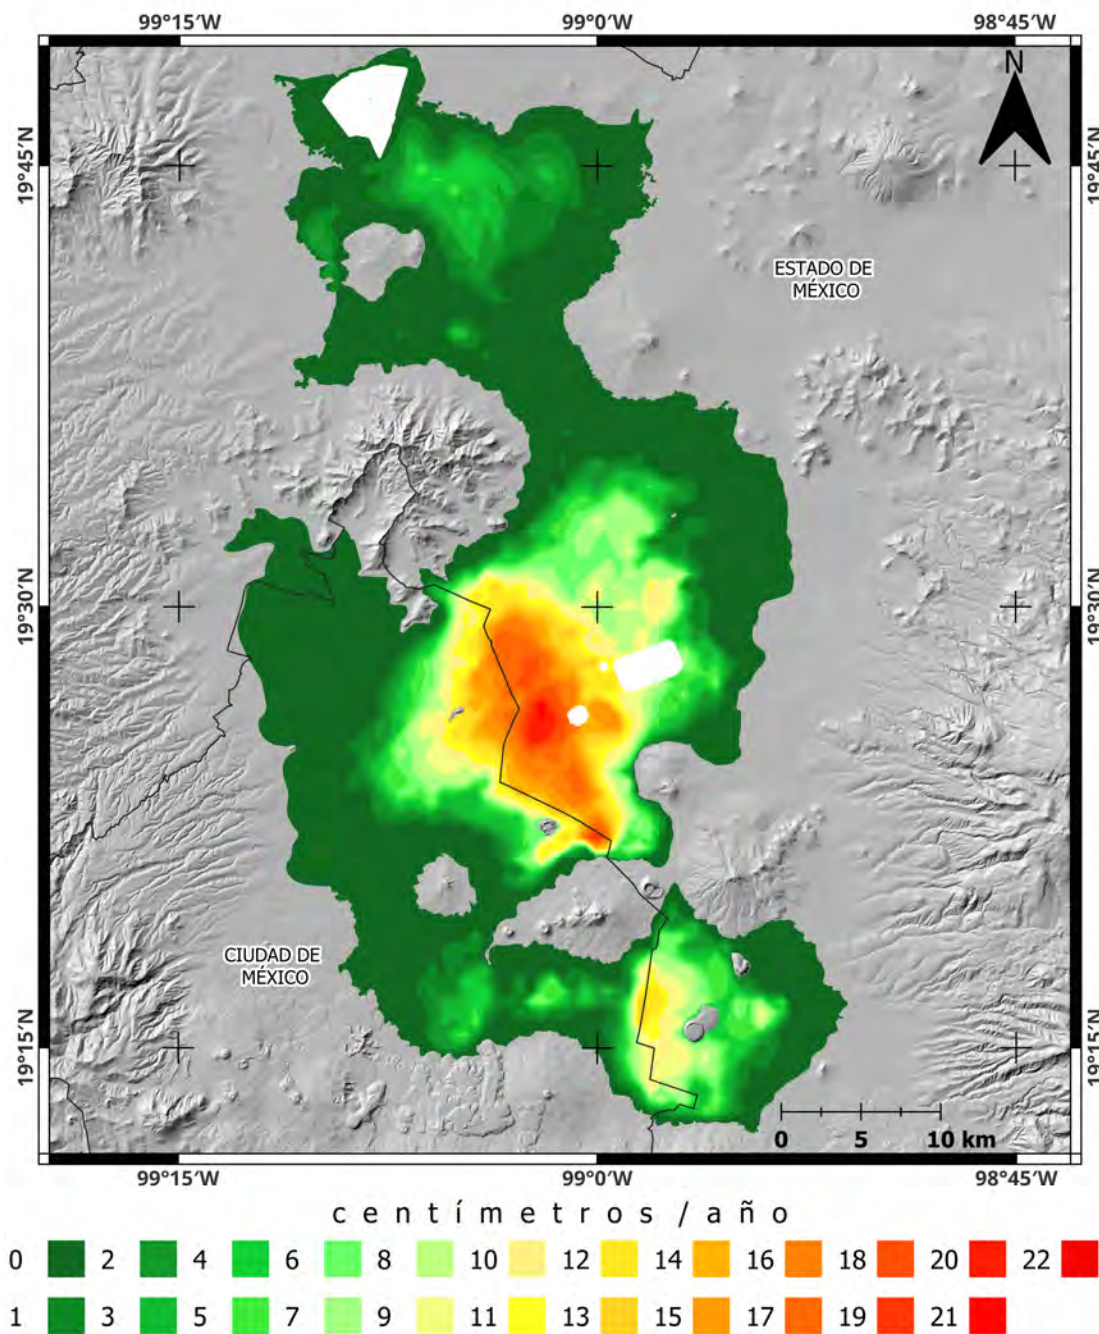 99°15'W 99°0'W 98°45'W
N
19°45'N 19°45'N
ESTADO DE
MÉXICO
19°30'N 19°30'N
CIUDAD DE
MÉXICO
19°15'N 19°15'N
0 5 10 km
99°15'W 99°0'W 98°45'W
centímetros/año
0 2 4 6 8 10 12 14 16 18 20 22
1 3 5 7 9 11 13 15 17 19 21